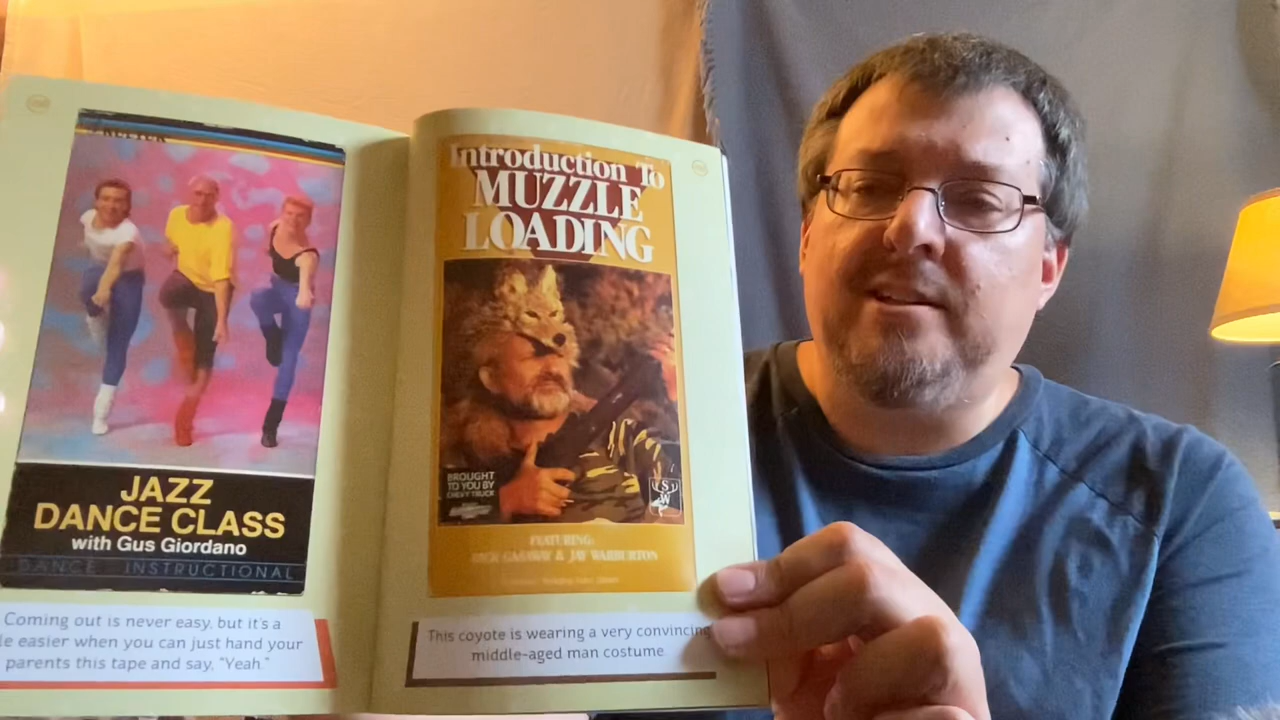 JAZZ
DANCE CLASS
with Gus Giordano
DANCE INSTRUCTIONAL
Coming out is never easy, but it's a
easier when you can just hand your
parents this tape and say, "Yeah."
Introduction To
MUZZLE
LOADING
BROUGHT
TO YOU BY
CHEVY TRUCK
FEATURING:
& JAY WARBURTON
This coyote is wearing a very convincing
middle-aged man costume.